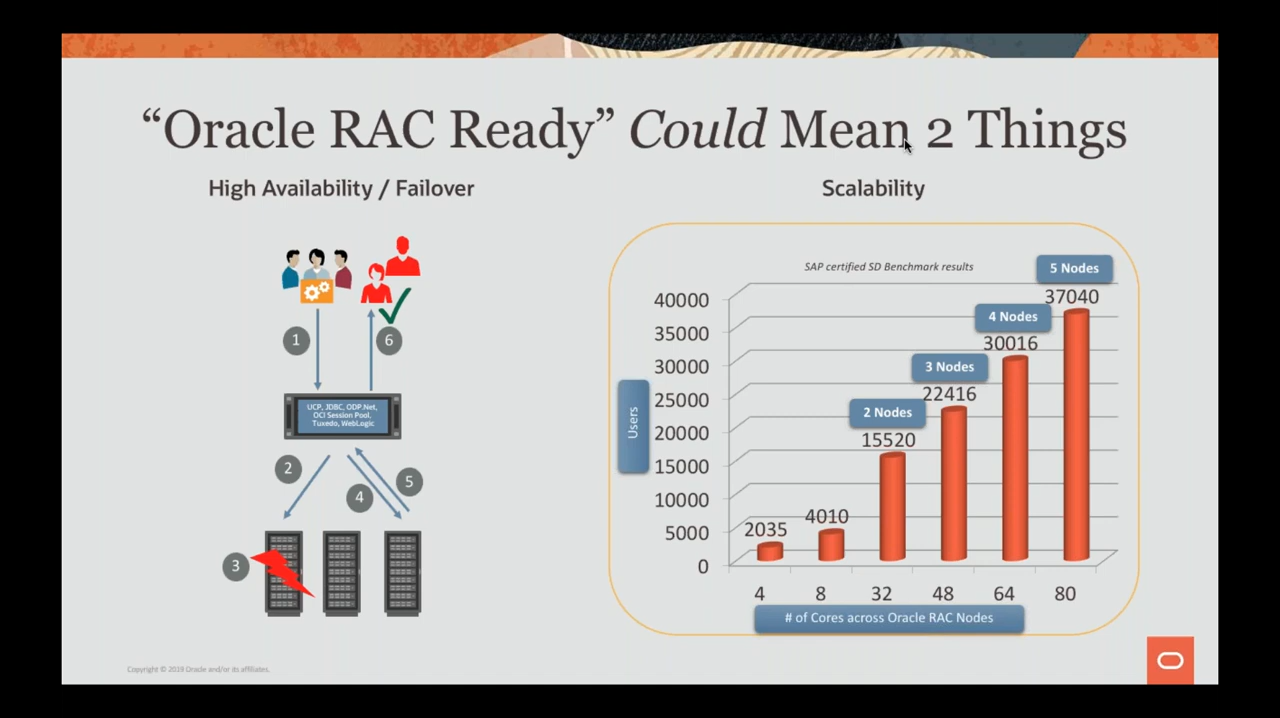 “Oracle RAC Ready” Could Mean 2 Things
High Availability / Failover
1
6
UCP, JDBC, ODP.Net,
OCI Session Pool,
Tuxedo, WebLogic
2
4
5
3
Scalability
SAP certified SD Benchmark results
5 Nodes
37040
4 Nodes
30016
3 Nodes
22416
2 Nodes
15520
4010
2035
Users
40000
35000
30000
25000
20000
15000
10000
5000
0
4 8 32 48 64 80
# of Cores across Oracle RAC Nodes
Copyright © 2019 Oracle and/or its affiliates.